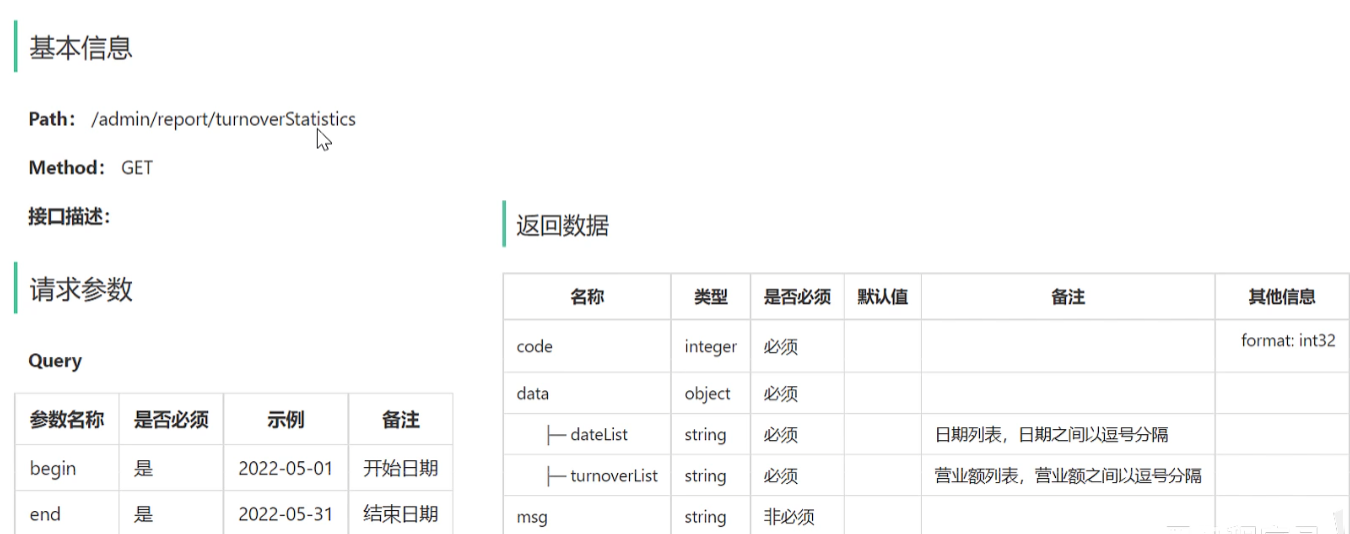 基本信息
Path： /admin/report/turnoverStatistics
Method： GET
接口描述：
请求参数
Query
参数名称 是否必须 示例 备注
begin 是 2022-05-01 开始日期
end 是 2022-05-31 结束日期
返回数据
名称 类型 是否必须 默认值 备注 其他信息
code integer 必须 format: int32
data object 必须
├─ dateList string 必须 日期列表，日期之间以逗号分隔
├─ turnoverList string 必须 营业额列表，营业额之间以逗号分隔
msg string 非必须